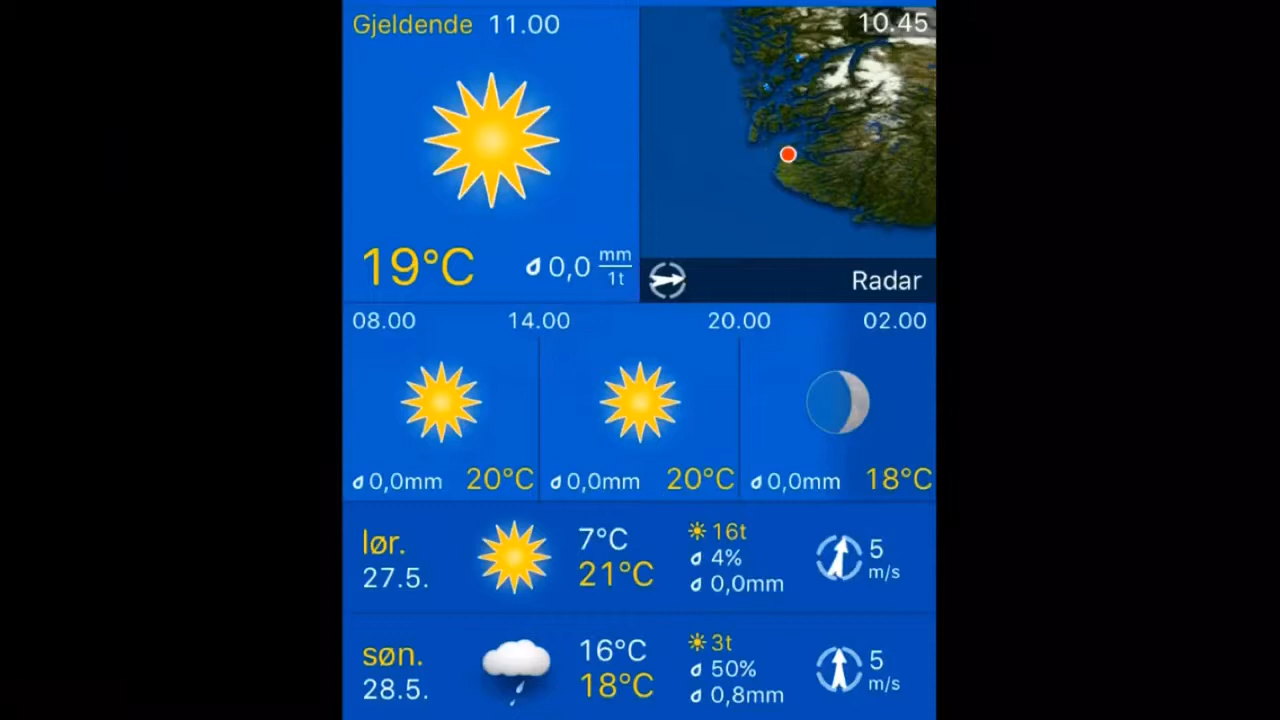 Gjeldende 11.00
10.45
19°C
0,0 mm
1t
Radar
08.00 14.00 20.00 02.00
0,0mm 20°C 0,0mm 20°C 0,0mm 18°C
lør.
27.5.
7°C
21°C
16t
4%
0,0mm
5
m/s
søn.
28.5.
16°C
18°C
3t
50%
0,8mm
5
m/s